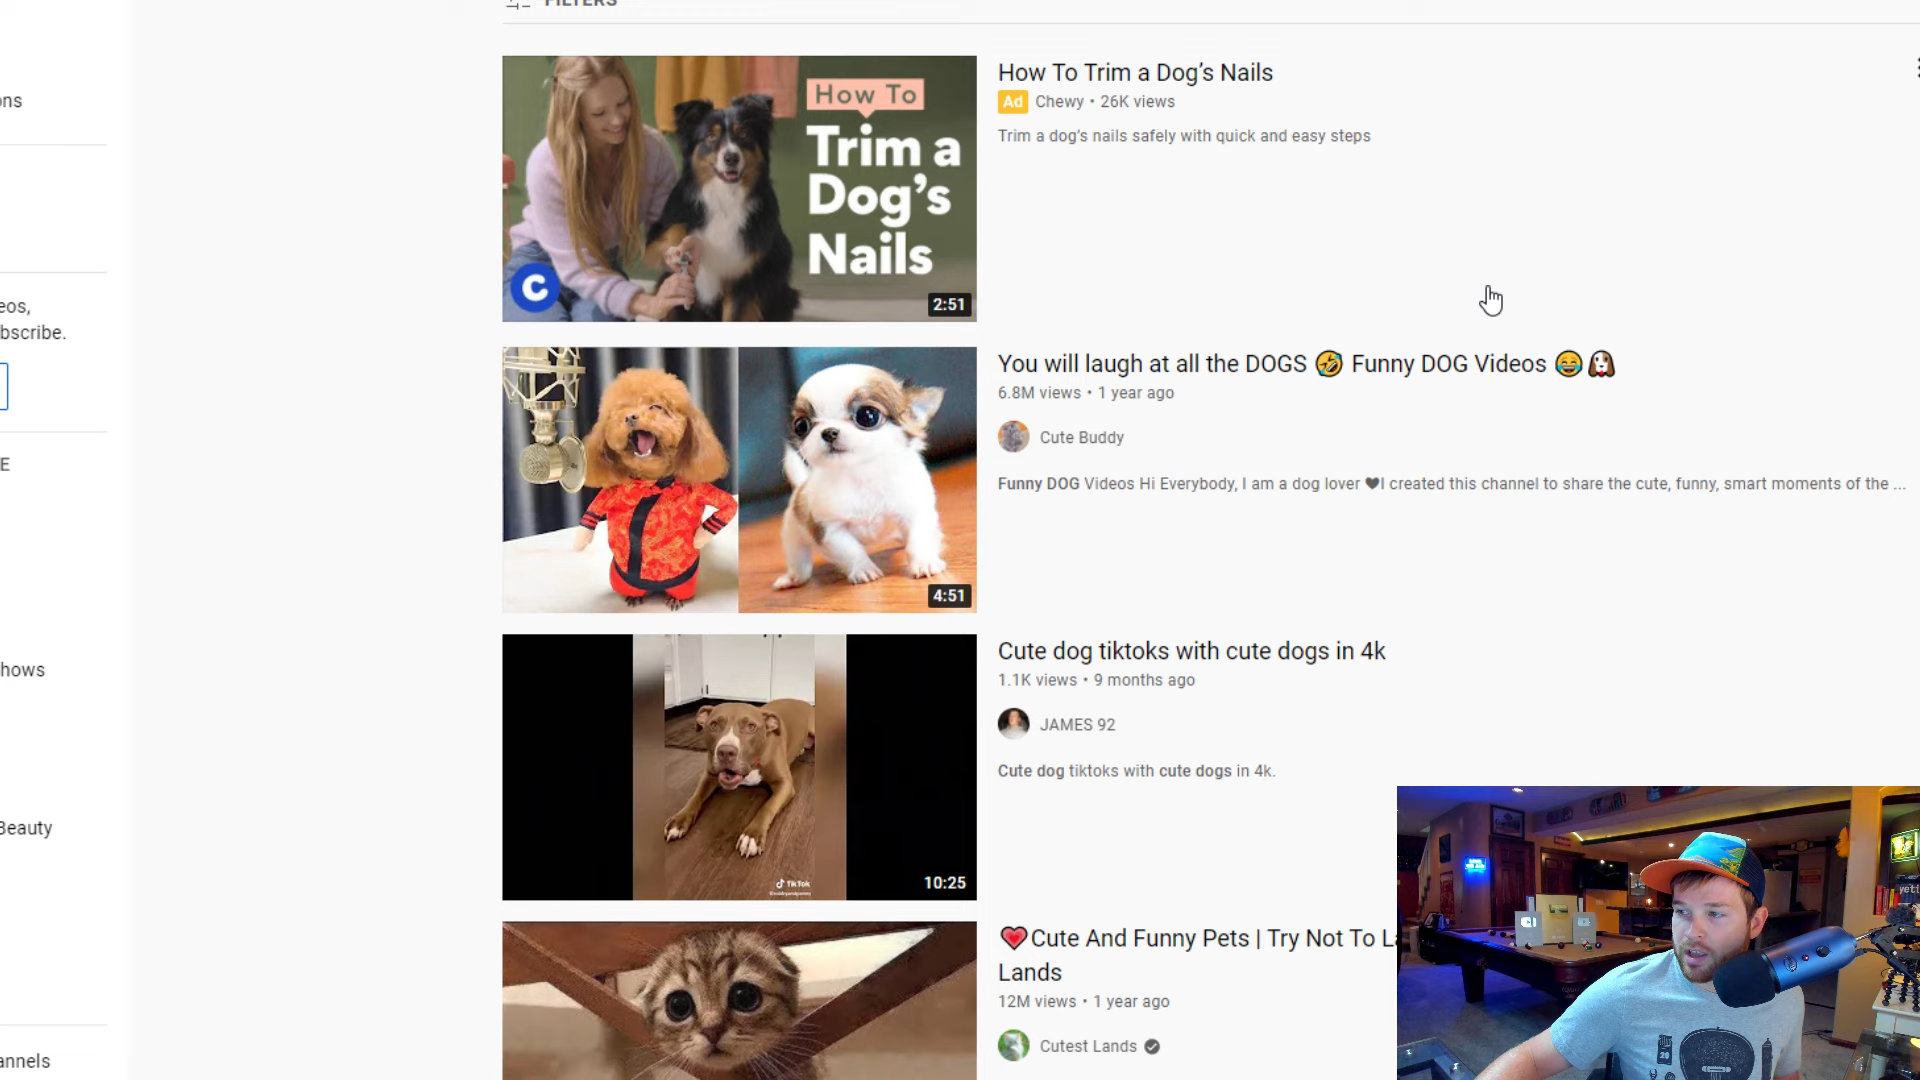 FILTERS
ons
eos,
bscribe.
E
hows
Beauty
annels
How To
Trim a
Dog's
Nails
C
2:51
How To Trim a Dog’s Nails
Ad Chewy • 26K views
Trim a dog's nails safely with quick and easy steps
4:51
You will laugh at all the DOGS 🤣 Funny DOG Videos 😂🐶
6.8M views • 1 year ago
Cute Buddy
Funny DOG Videos Hi Everybody, I am a dog lover ❤I created this channel to share the cute, funny, smart moments of the ...
TikTok
10:25
Cute dog tiktoks with cute dogs in 4k
1.1K views • 9 months ago
JAMES 92
Cute dog tiktoks with cute dogs in 4k.
❤️Cute And Funny Pets | Try Not To L
Lands
12M views • 1 year ago
Cutest Lands
yeti